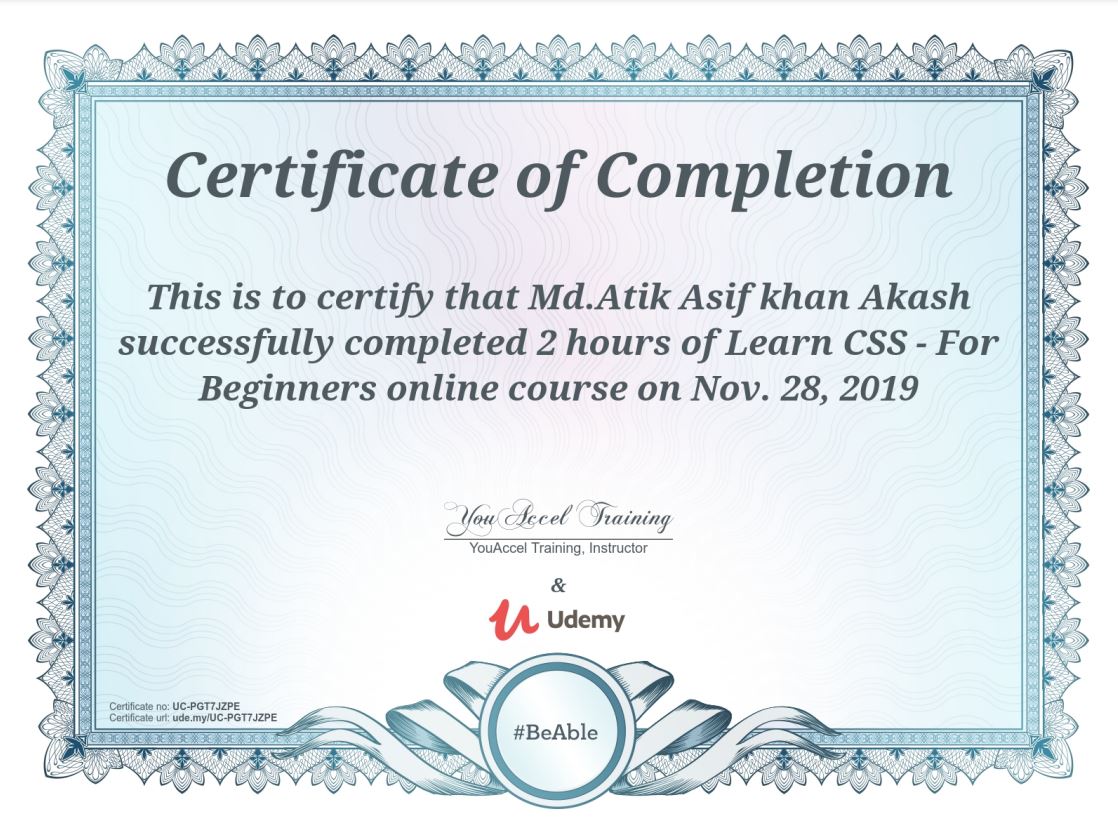 Certificate of Completion
This is to certify that Md.Atik Asif khan Akash
successfully completed 2 hours of Learn CSS - For
Beginners online course on Nov. 28, 2019
YouAccel Training
YouAccel Training, Instructor
&
Udemy
Certificate no: UC-PGT7JZPE
Certificate url: ude.my/UC-PGT7JZPE
#BeAble